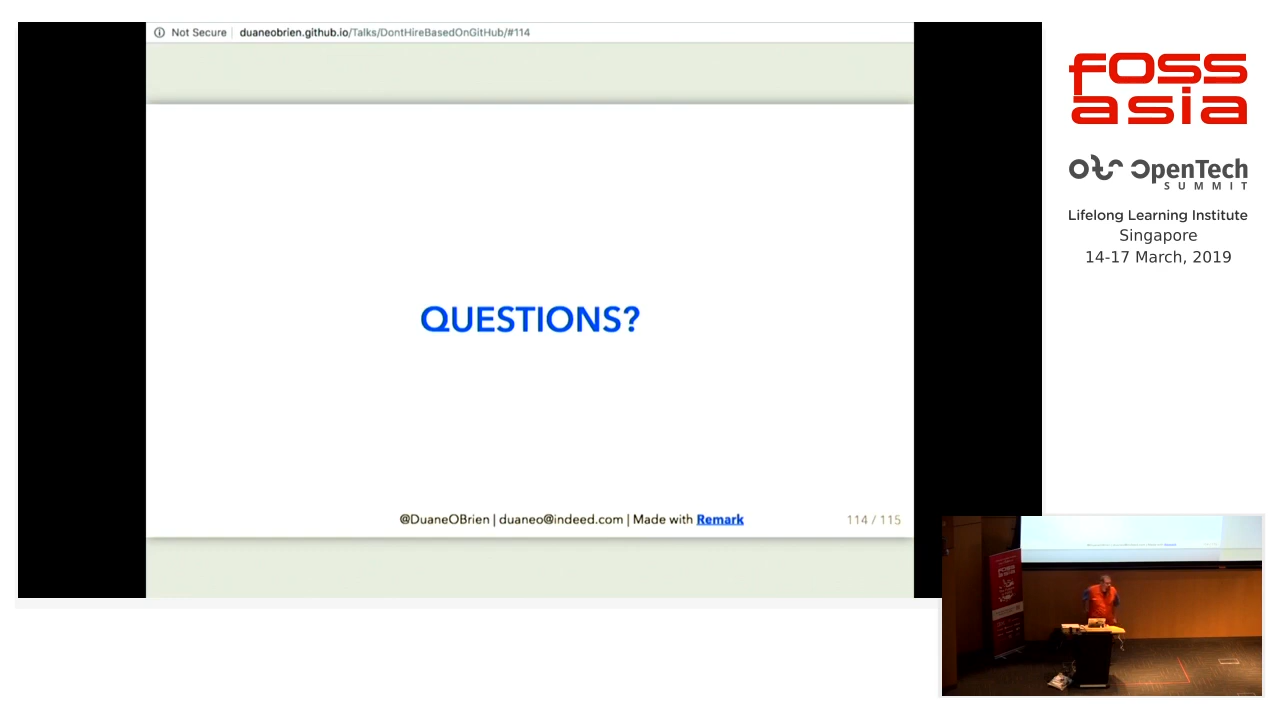 Not Secure duaneobrien.github.io/Talks/DontHireBasedOnGitHub/#114
QUESTIONS?
@DuaneOBrien | duaneo@indeed.com | Made with Remark
114 / 115
fOSS
asia
OpenTech
SUMMIT
Lifelong Learning Institute
Singapore
14-17 March, 2019